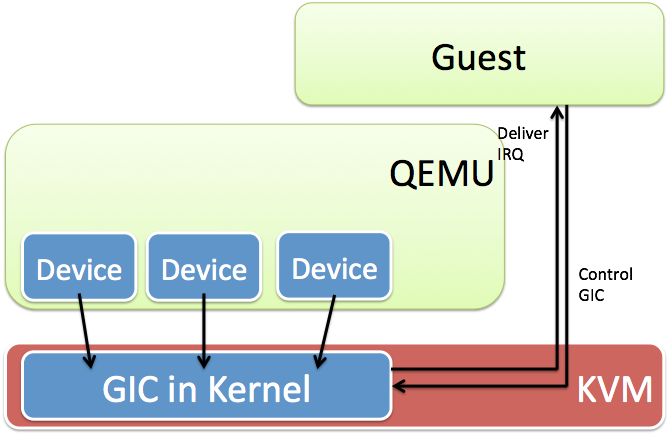 Guest
Deliver
IRQ
QEMU
Device
Device
Device
Control
GIC
GIC in Kernel
KVM